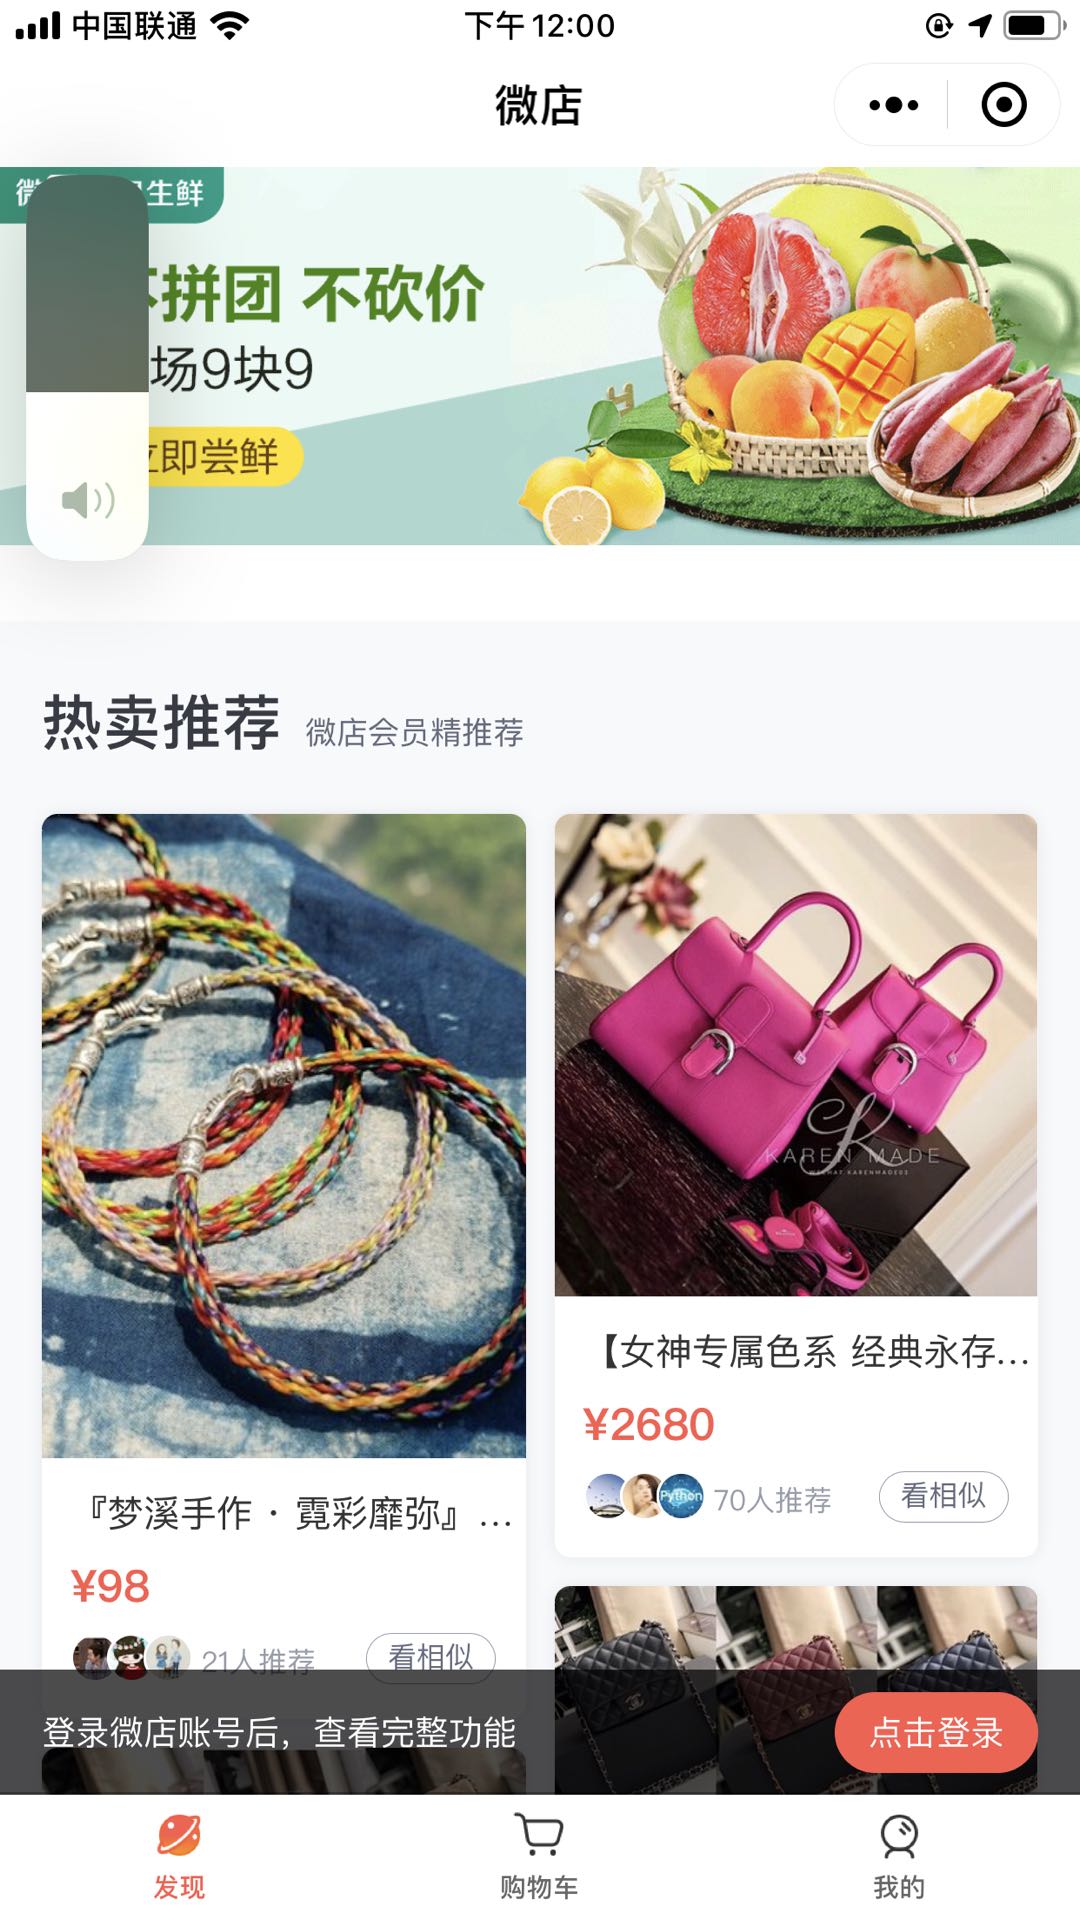 中国联通
下午12:00
微店
微
生鲜
拼团 不砍价
场9块9
即尝鲜
热卖推荐
微店会员精推荐
『梦溪手作 · 霓彩靡弥』...
¥98
21人推荐
看相似
KAREN MADE
【女神专属色系 经典永存...
¥2680
Python
70人推荐
看相似
登录微店账号后，查看完整功能
点击登录
发现
购物车
我的